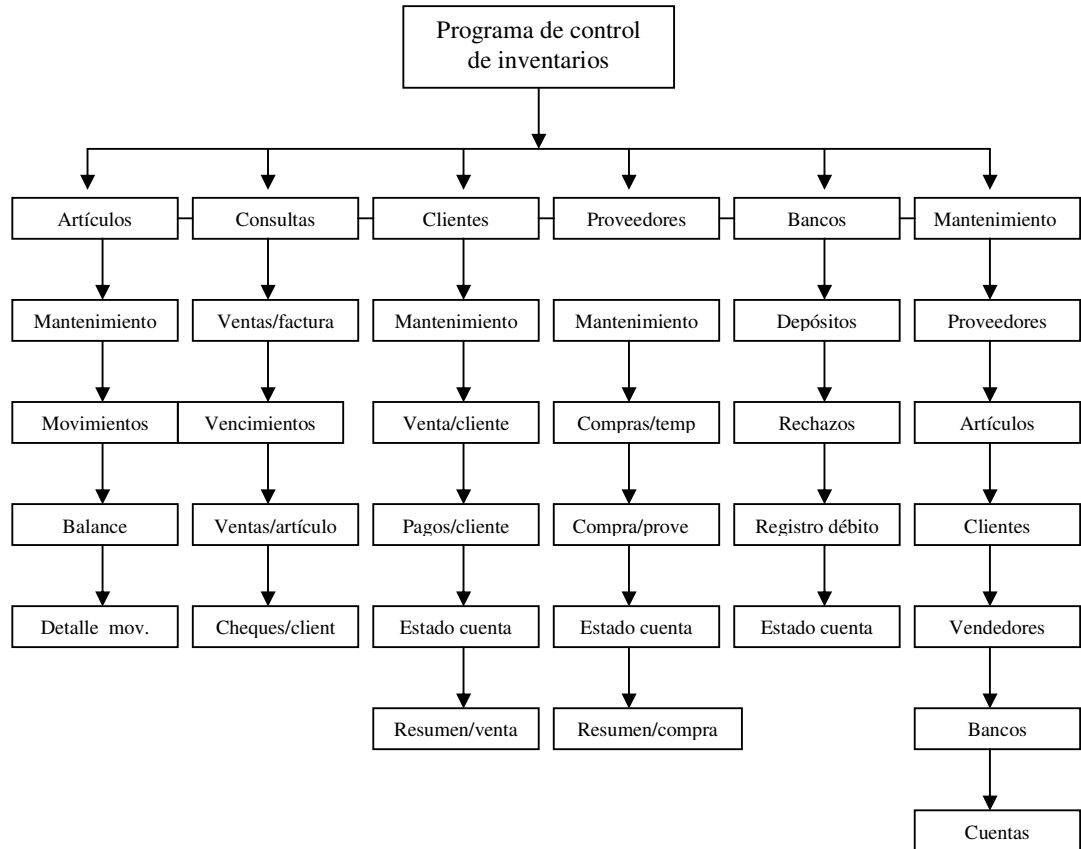 Programa de control
de inventarios
Artículos
Consultas
Clientes
Proveedores
Bancos
Mantenimiento
Mantenimiento
Ventas/factura
Mantenimiento
Mantenimiento
Depósitos
Proveedores
Movimientos
Vencimientos
Venta/cliente
Compras/temp
Rechazos
Artículos
Balance
Ventas/artículo
Pagos/cliente
Compra/prove
Registro débito
Clientes
Detalle mov.
Cheques/client
Estado cuenta
Estado cuenta
Estado cuenta
Vendedores
Resumen/venta
Resumen/compra
Bancos
Cuentas